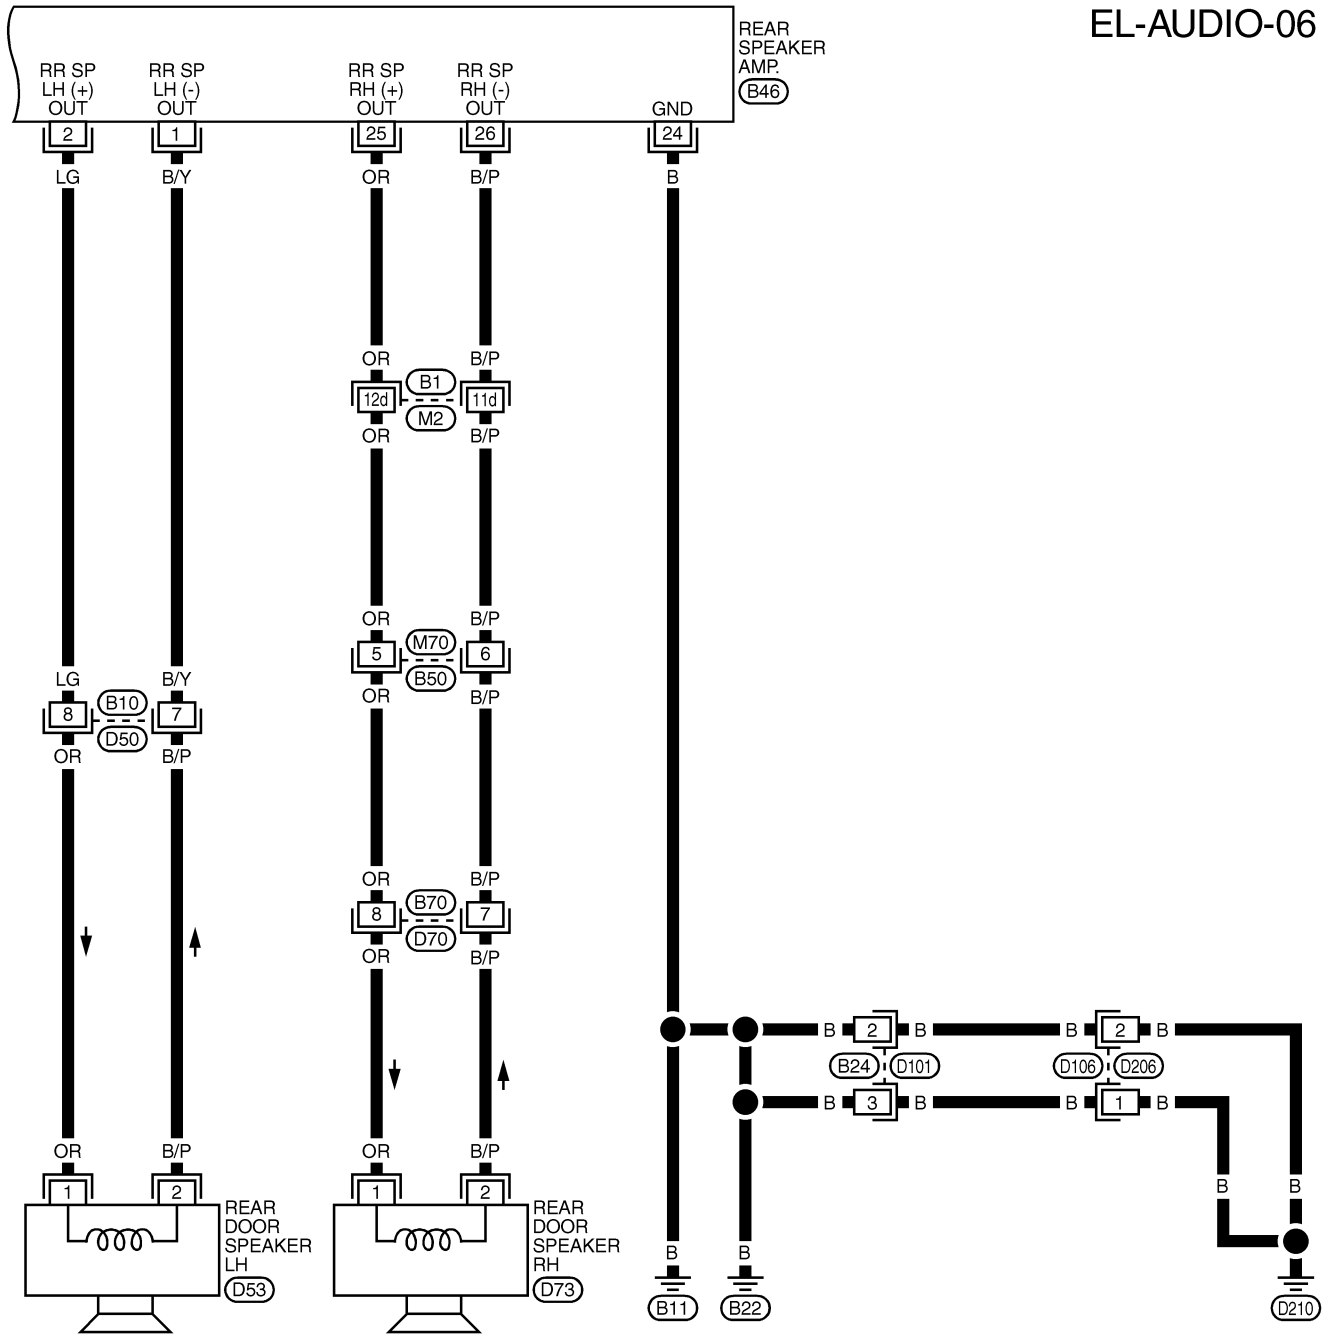 EL-AUDIO-06
REAR
SPEAKER
AMP.
B46
RR SP
LH (+)
OUT
RR SP
LH (-)
OUT
RR SP
RH (+)
OUT
RR SP
RH (-)
OUT
GND
2 1 25 26 24
LG B/Y OR B/P B
OR B/P
12d B1 11d
M2
OR B/P
OR B/P
5 M70 6
B50
LG B/Y OR B/P
8 B10 7
D50
OR B/P
OR B/P
8 B70 7
D70
OR B/P
B 2 B B 2 B
B24 D101 D106 D206
B 3 B B 1 B
OR B/P OR B/P
B B
1 2 1 2
REAR
DOOR
SPEAKER
LH
D53
REAR
DOOR
SPEAKER
RH
D73
B B
B11 B22 D210